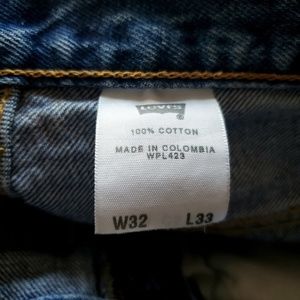 LEVI'S
100% COTTON
MADE IN COLOMBIA
WPL423
W32 L33